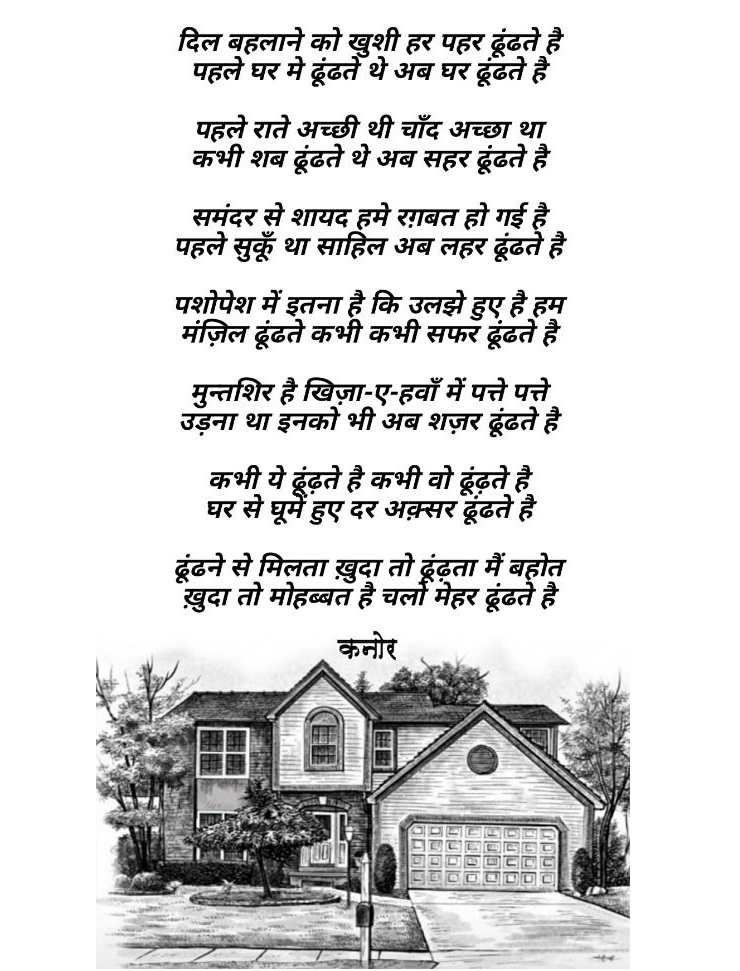 दिल बहलाने को खुशी हर पहर ढूंढते है
पहले घर मे ढूंढते थे अब घर ढूंढते है
पहले राते अच्छी थी चाँद अच्छा था
कभी शब ढूंढते थे अब सहर ढूंढते है
समंदर से शायद हमे रग़बत हो गई है
पहले सुकूँ था साहिल अब लहर ढूंढते है
पशोपेश में इतना है कि उलझे हुए है हम
मंज़िल ढूंढते कभी कभी सफर ढूंढते है
मुन्तशिर है खिज़ा-ए-हवाँ में पत्ते पत्ते
उड़ना था इनको भी अब शज़र ढूंढते है
कभी ये ढूंढ़ते है कभी वो ढूंढ़ते है
घर से घूमें हुए दर अक़्सर ढूंढते है
ढूंढने से मिलता ख़ुदा तो ढूंढ़ता मैं बहोत
ख़ुदा तो मोहब्बत है चलो मेहर ढूंढते है
कनोर